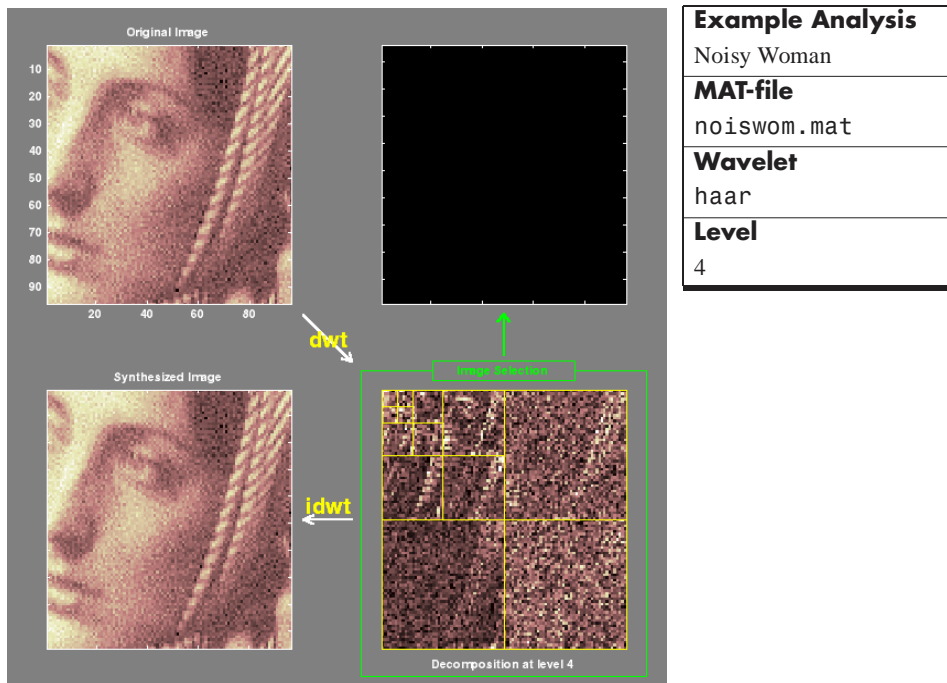 Original Image
10
20
30
40
50
60
70
80
90
20 40 60 80
dwt
Synthesized Image
Image Selection
idwt
Decomposition at level 4
Example Analysis
Noisy Woman
MAT-file
noiswom.mat
Wavelet
haar
Level
4